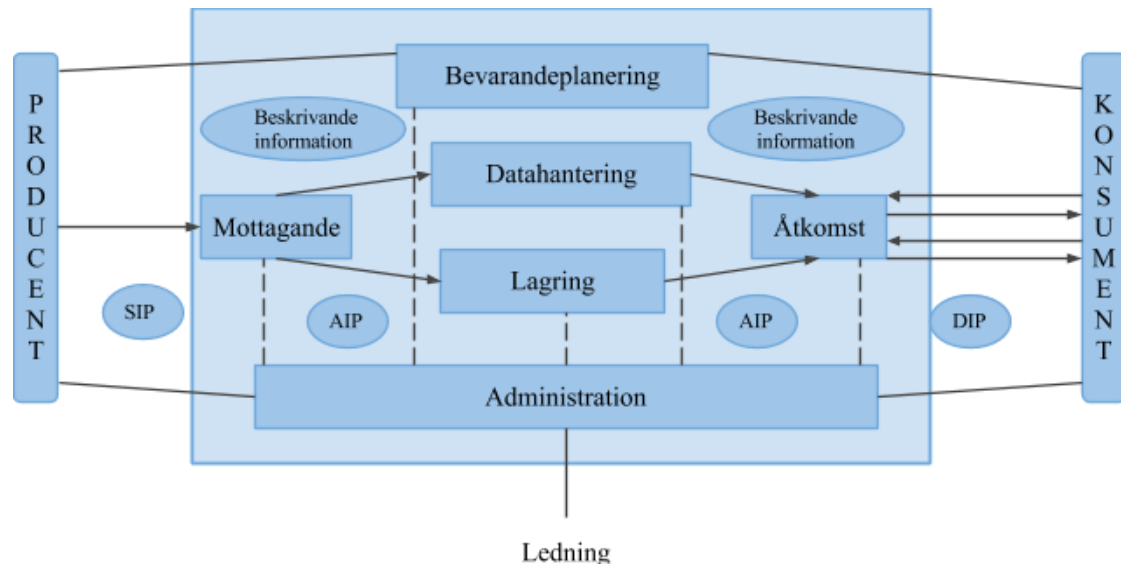 PRODUCENT
Bevarandeplanering
KONSUMENT
Beskrivande
information
Beskrivande
information
Datahantering
Mottagande
Åtkomst
Lagring
SIP
AIP
AIP
DIP
Administration
Ledning